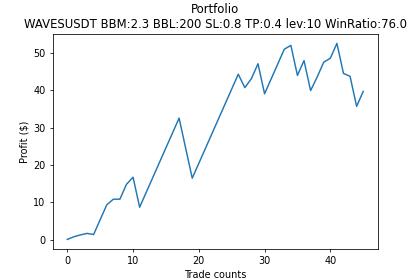 Portfolio
WAVESUSDT BBM:2.3 BBL:200 SL:0.8 TP:0.4 lev:10 WinRatio:76.0
50
40
30
20
10
0
Profit ($)
0 10 20 30 40
Trade counts